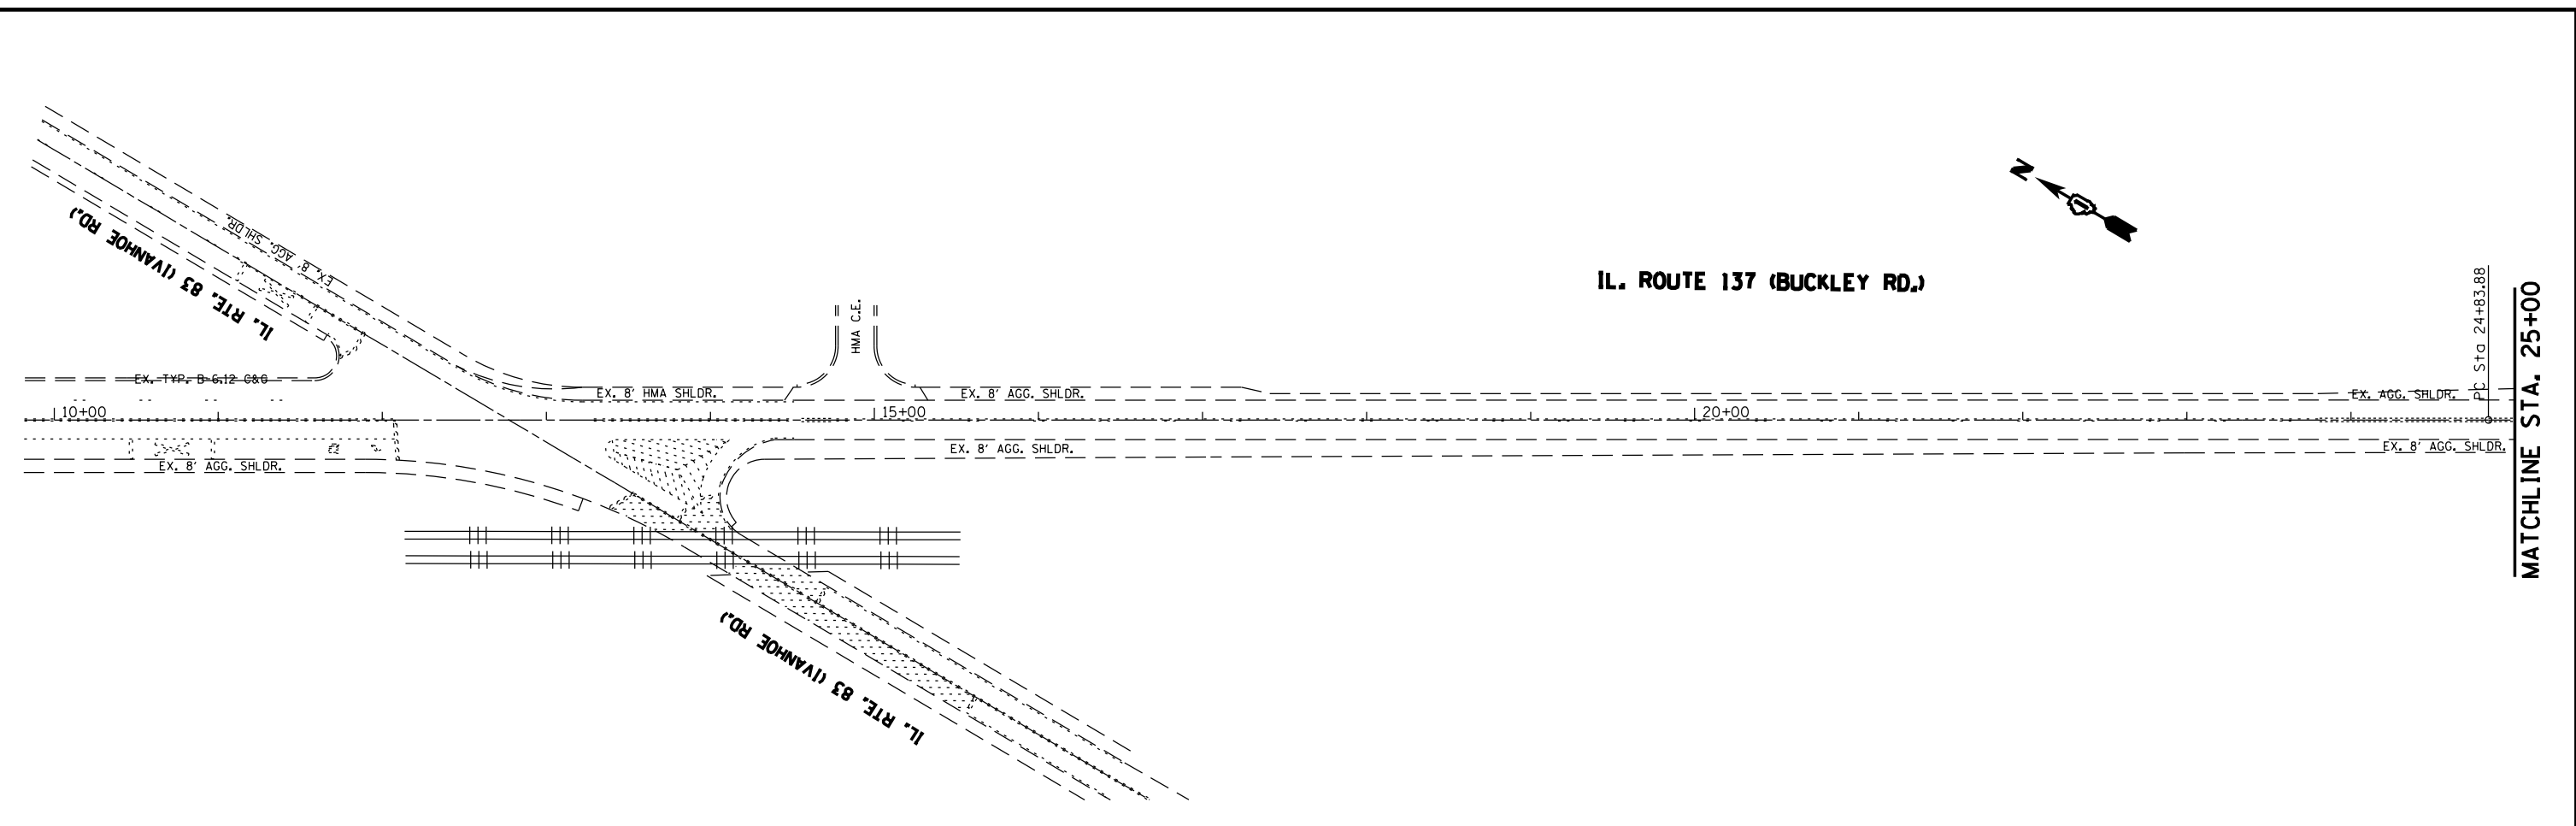 N
IL. ROUTE 137 (BUCKLEY RD.)
EX. 8' AGG. SHLDR.
IL. RTE. 83 (IVANHOE RD.)
HMA C.E.
PC Sta 24+83.88
MATCHLINE STA. 25+00
EX. TYP. B-6.12 C&G
EX. 8' HMA SHLDR.
EX. 8' AGG. SHLDR.
EX. AGG. SHLDR.
10+00
15+00
20+00
EX. 8' AGG. SHLDR.
EX. 8' AGG. SHLDR.
EX. 8' AGG. SHLDR.
IL. RTE. 83 (IVANHOE RD.)